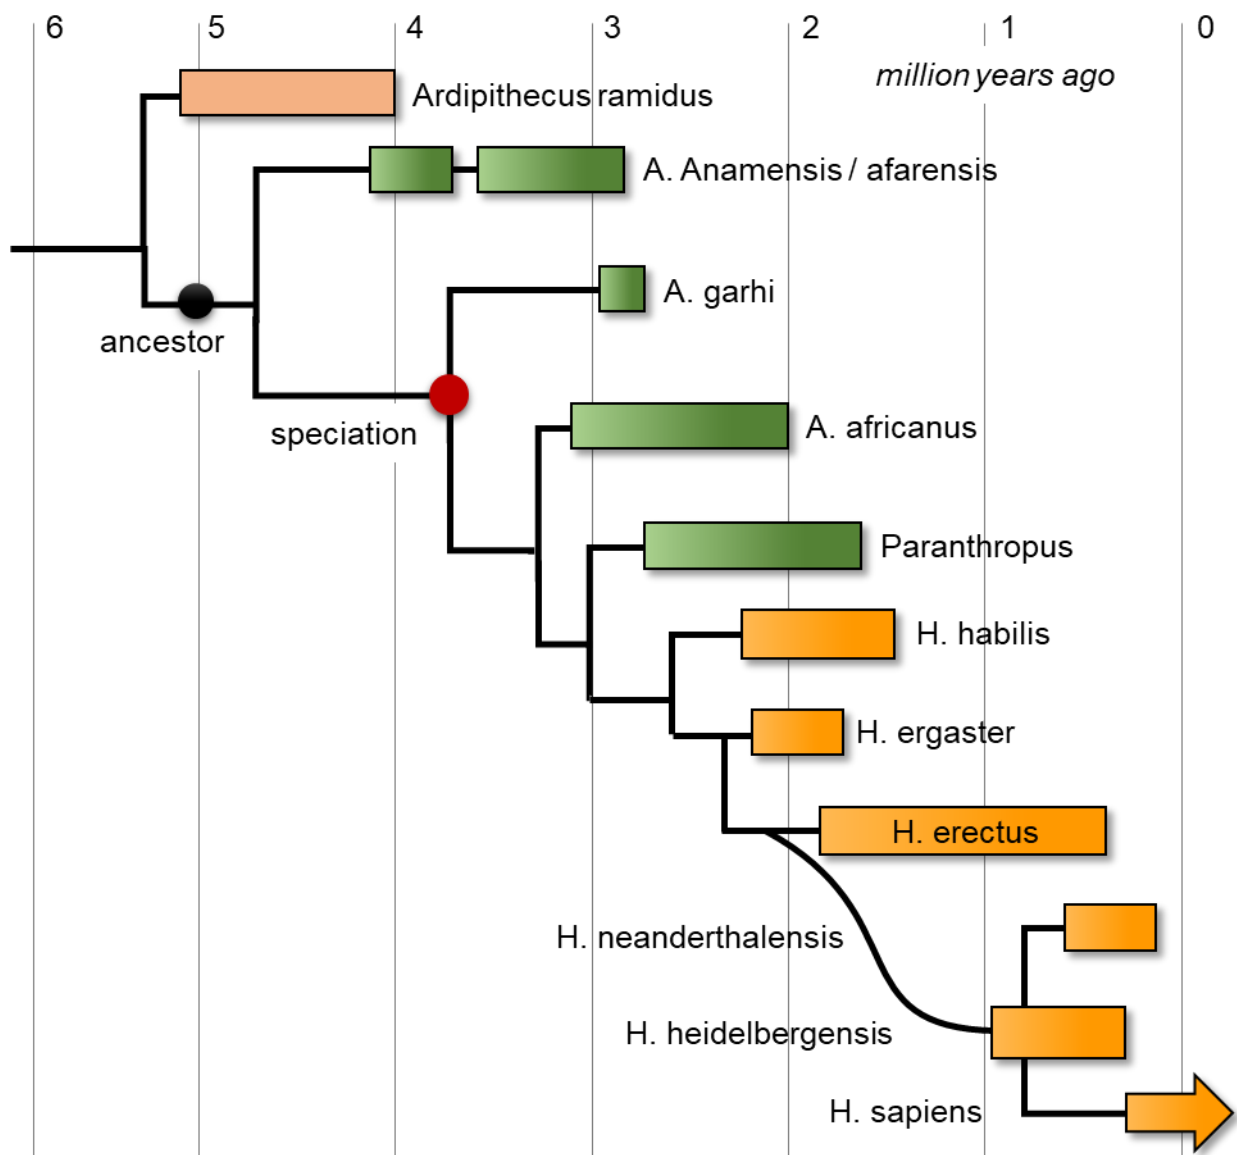 6 5 4 3 2 1 0
million years ago
Ardipithecus ramidus
A. Anamensis / afarensis
A. garhi
ancestor
A. africanus
speciation
Paranthropus
H. habilis
H. ergaster
H. erectus
H. neanderthalensis
H. heidelbergensis
H. sapiens